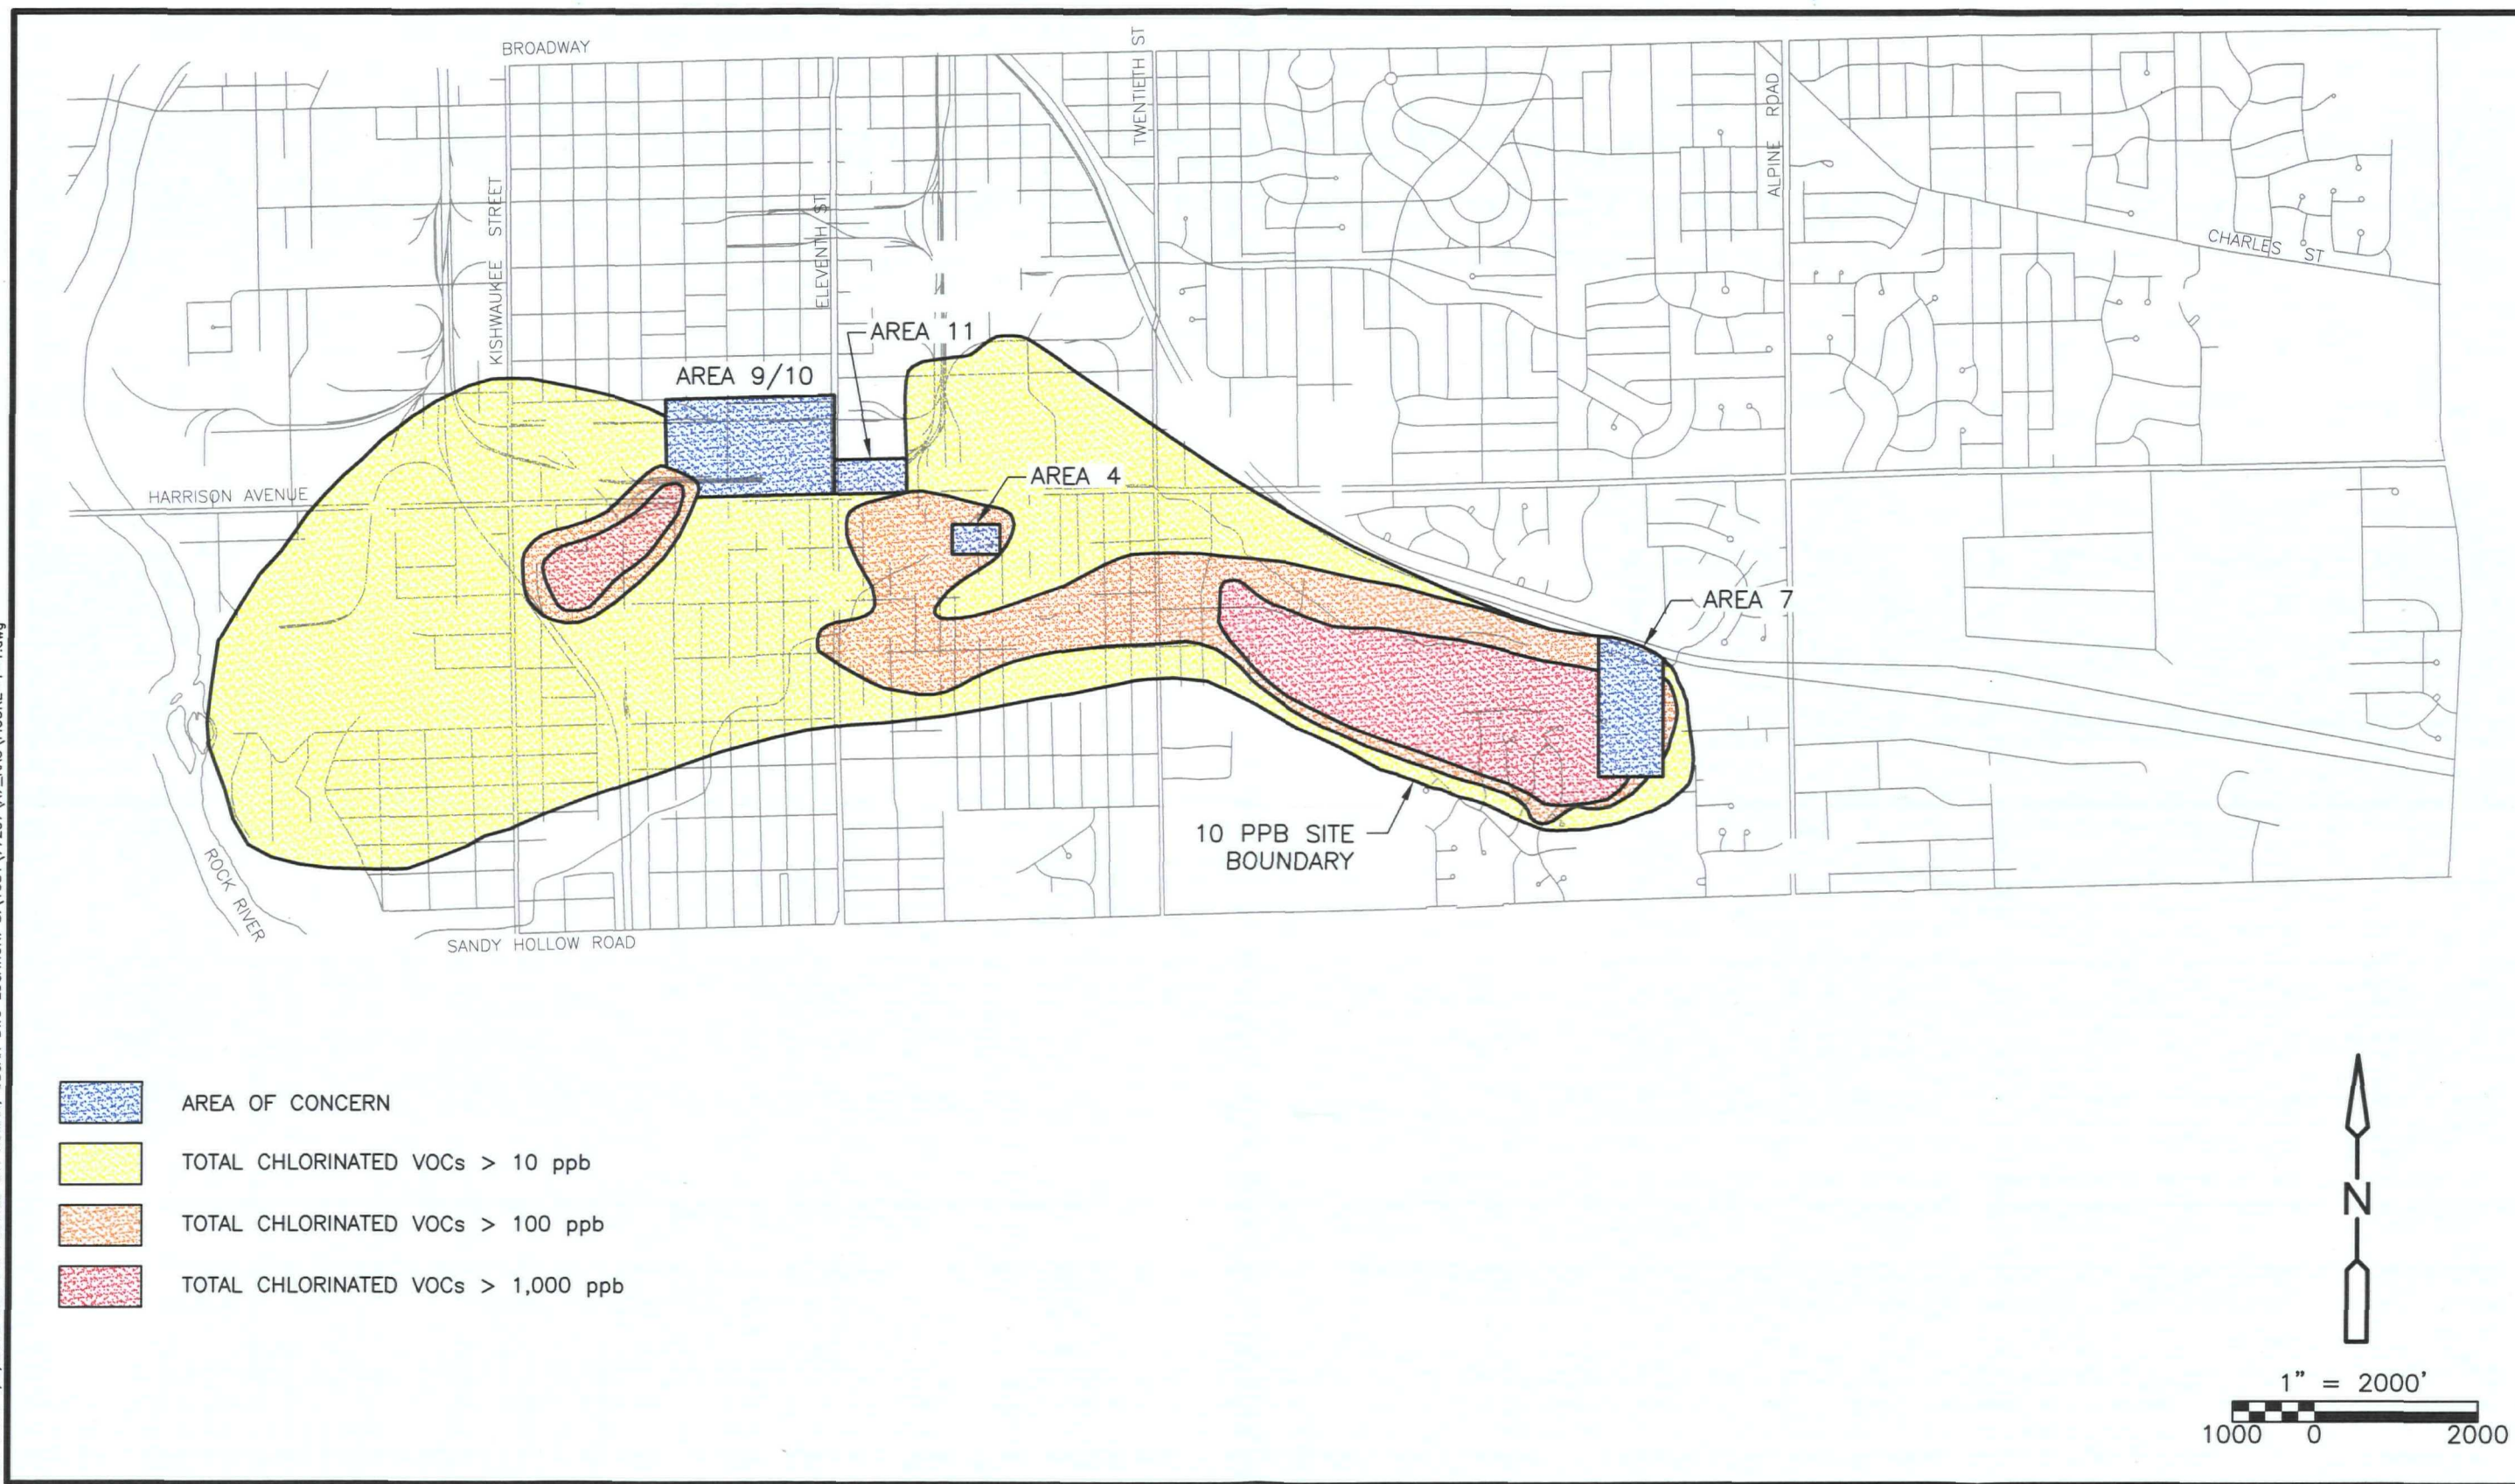 BROADWAY
TWENTIETH ST
ALPINE ROAD
KISHWAUKEE STREET
ELEVENTH ST
CHARLES ST
AREA 11
AREA 9/10
AREA 4
HARRISON AVENUE
AREA 7
10 PPB SITE
BOUNDARY
ROCK RIVER
SANDY HOLLOW ROAD
AREA OF CONCERN
TOTAL CHLORINATED VOCs > 10 ppb
TOTAL CHLORINATED VOCs > 100 ppb
TOTAL CHLORINATED VOCs > 1,000 ppb
N
1" = 2000'
1000 0 2000